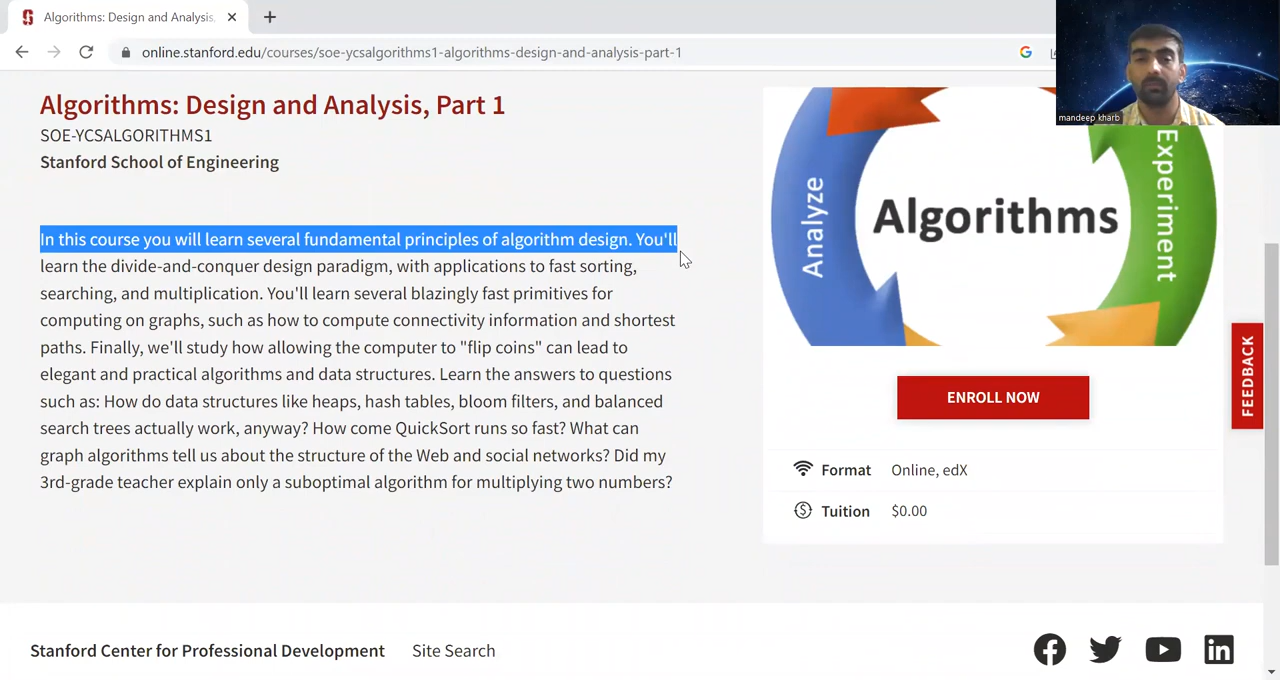 Algorithms: Design and Analysis,
online.stanford.edu/courses/soe-ycsalgorithms1-algorithms-design-and-analysis-part-1
mandeep kharb
Algorithms: Design and Analysis, Part 1
SOE-YCSALGORITHMS1
Stanford School of Engineering
In this course you will learn several fundamental principles of algorithm design. You'll
learn the divide-and-conquer design paradigm, with applications to fast sorting,
searching, and multiplication. You'll learn several blazingly fast primitives for
computing on graphs, such as how to compute connectivity information and shortest
paths. Finally, we'll study how allowing the computer to "flip coins" can lead to
elegant and practical algorithms and data structures. Learn the answers to questions
such as: How do data structures like heaps, hash tables, bloom filters, and balanced
search trees actually work, anyway? How come QuickSort runs so fast? What can
graph algorithms tell us about the structure of the Web and social networks? Did my
3rd-grade teacher explain only a suboptimal algorithm for multiplying two numbers?
Analyze
Algorithms
Experiment
ENROLL NOW
Format Online, edX
Tuition $0.00
FEEDBACK
Stanford Center for Professional Development Site Search